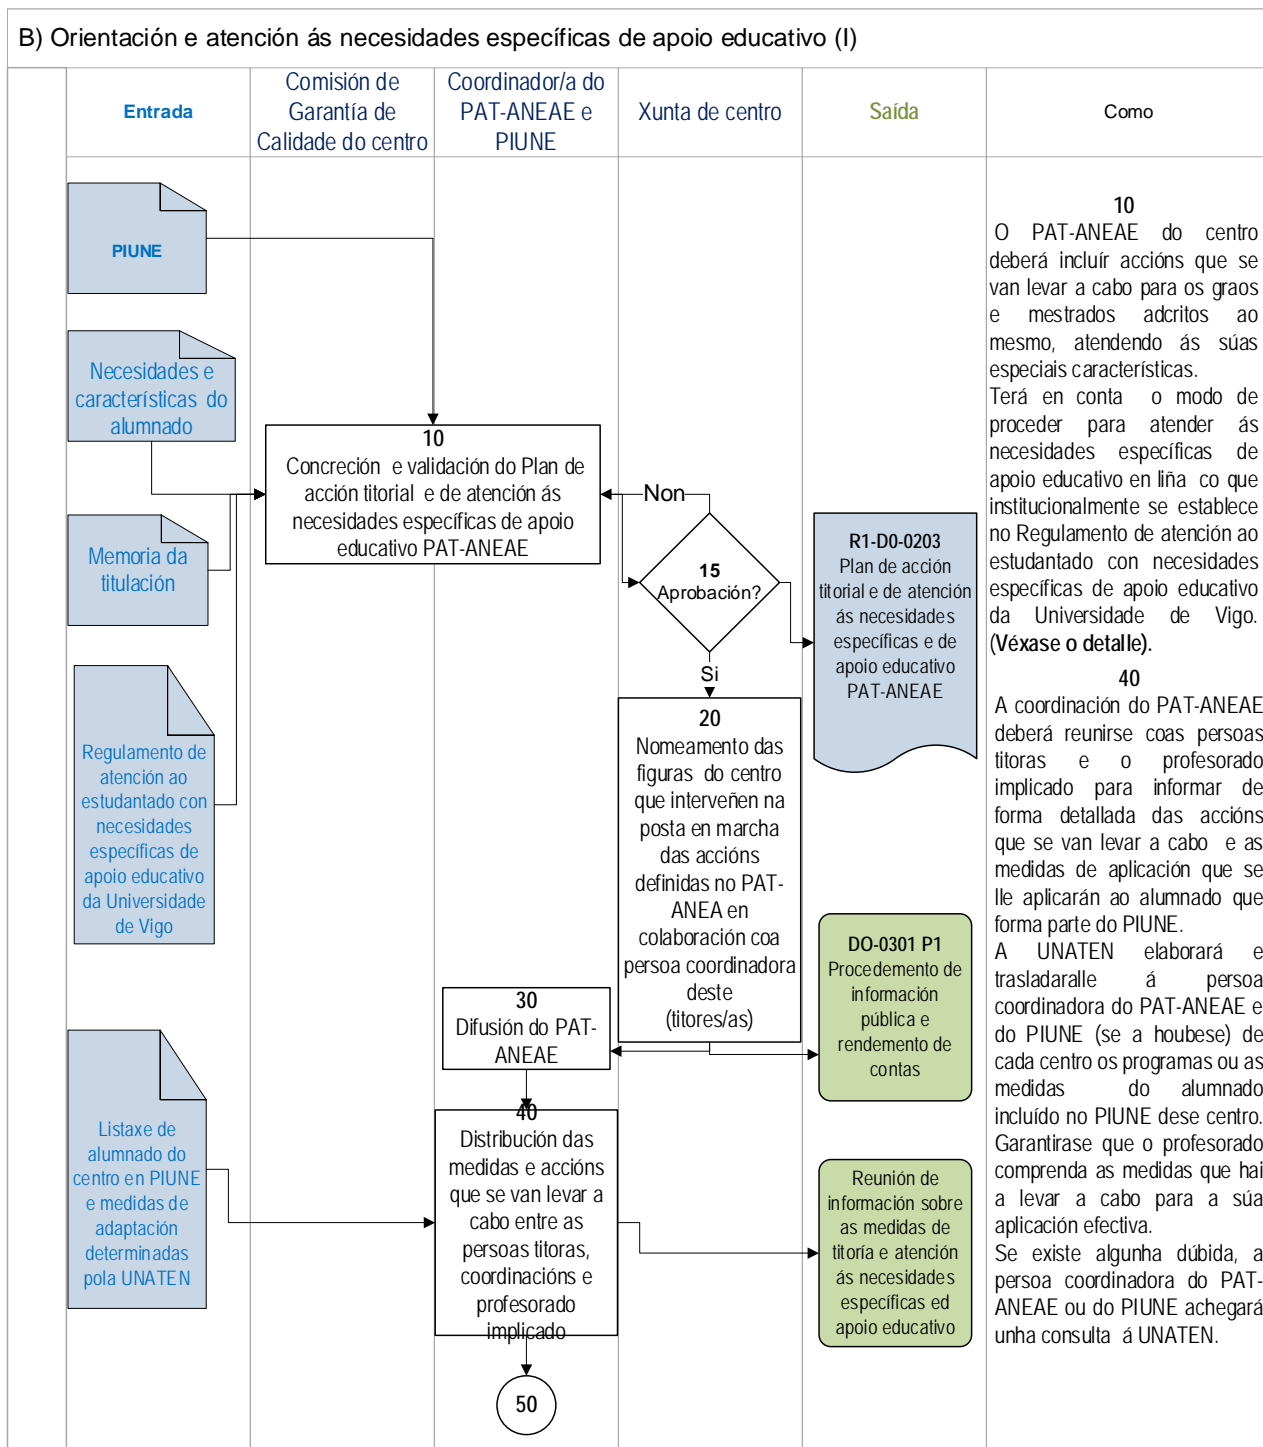 B) Orientación e atención ás necesidades específicas de apoio educativo (I)
Entrada
Comisión de
Garantía de
Calidade do centro
Coordinador/a do
PAT-ANEAE e
PIUNE
Xunta de centro
Saída
Como
PIUNE
Necesidades e
características do
alumnado
Memoria da
titulación
Regulamento de
atención ao
estudantado con
necesidades
específicas de
apoio educativo
da Universidade
de Vigo
Listaxe de
alumnado do
centro en PIUNE
e medidas de
adaptación
determinadas
pola UNATEN
10
Concreción e validación do Plan de
acción titorial e de atención ás
necesidades específicas de apoio
educativo PAT-ANEAE
Non
15
Aprobación?
Si
20
Nomeamento das
figuras do centro
que interveñen na
posta en marcha
das accións
definidas no PAT-
ANEA en
colaboración coa
persoa coordinadora
deste
(titores/as)
30
Difusión do PAT-
ANEAE
40
Distribución das
medidas e accións
que se van levar a
cabo entre as
persoas titoras,
coordinacións e
profesorado
implicado
50
R1-D0-0203
Plan de acción
titorial e de atención
ás necesidades
específicas e de
apoio educativo
PAT-ANEAE
DO-0301 P1
Procedemento de
información
pública e
rendemento de
contas
Reunión de
información sobre
as medidas de
titoría e atención
ás necesidades
específicas ed
apoio educativo
10
O PAT-ANEAE do centro
deberá incluír accións que se
van levar a cabo para os graos
e mestrados adcritos ao
mesmo, atendendo ás súas
especiais características.
Terá en conta o modo de
proceder para atender ás
necesidades específicas de
apoio educativo en liña co que
institucionalmente se establece
no Regulamento de atención ao
estudantado con necesidades
específicas de apoio educativo
da Universidade de Vigo.
(Véxase o detalle).
40
A coordinación do PAT-ANEAE
deberá reunirse coas persoas
titoras e o profesorado
implicado para informar de
forma detallada das accións
que se van levar a cabo e as
medidas de aplicación que se
lle aplicarán ao alumnado que
forma parte do PIUNE.
A UNATEN elaborará e
trasladaralle á persoa
coordinadora do PAT-ANEAE e
do PIUNE (se a houbese) de
cada centro os programas ou as
medidas do alumnado
incluído no PIUNE dese centro.
Garantirase que o profesorado
comprenda as medidas que hai
a levar a cabo para a súa
aplicación efectiva.
Se existe algunha dúbida, a
persoa coordinadora do PAT-
ANEAE ou do PIUNE achegará
unha consulta á UNATEN.